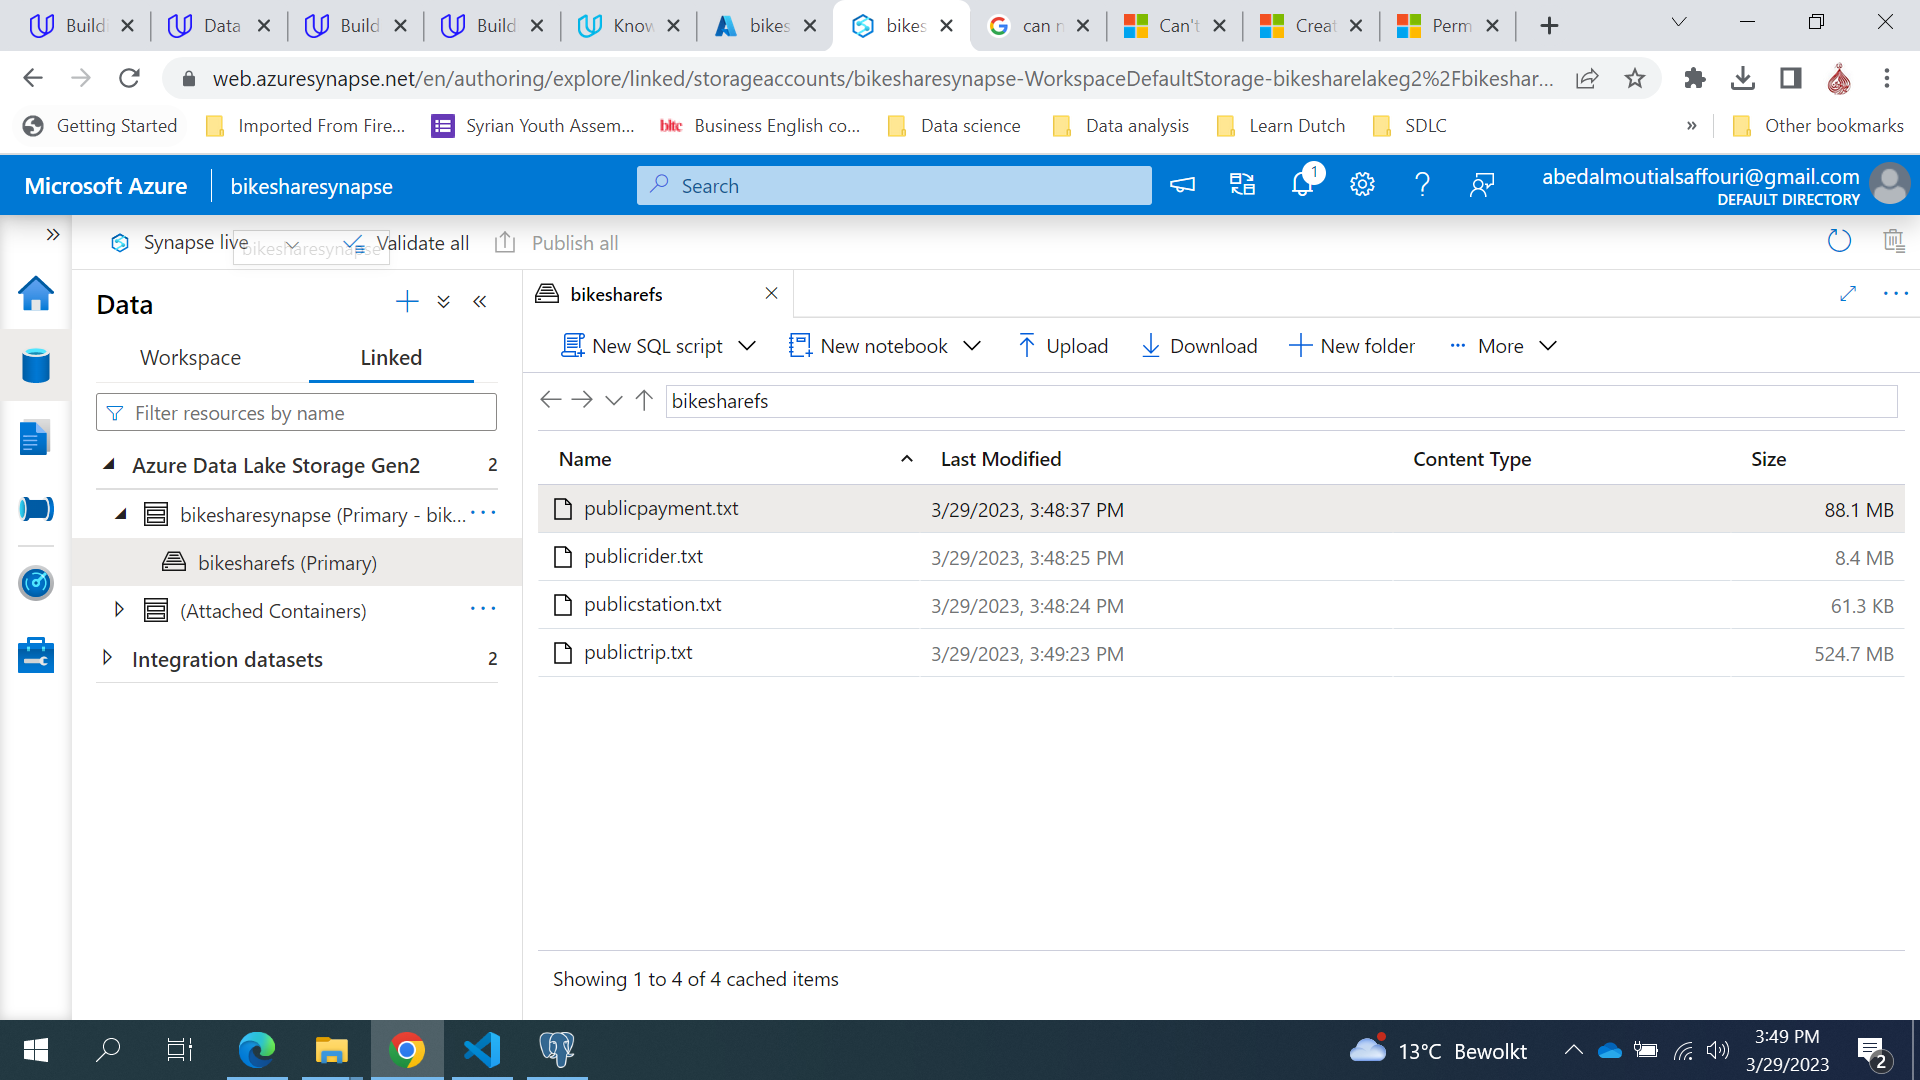 Buildi
Data
Build
Build
Know
bikes
bikes
can n
Can't
Creat
Perm
web.azuresynapse.net/en/authoring/explore/linked/storageaccounts/bikesharesynapse-WorkspaceDefaultStorage-bikesharelakeg2%2Fbikeshar...
Getting Started
Imported From Fire...
Syrian Youth Assem...
bitc Business English co...
Data science
Data analysis
Learn Dutch
SDLC
»
Other bookmarks
Microsoft Azure
bikesharesynapse
Search
1
abedalmoutialsaffouri@gmail.com
DEFAULT DIRECTORY
Synapse live
bikesharesynapse
Validate all
Publish all
Data
Workspace
Linked
Filter resources by name
Azure Data Lake Storage Gen2 2
bikesharesynapse (Primary - bik...
bikesharefs (Primary)
(Attached Containers)
Integration datasets 2
bikesharefs
New SQL script
New notebook
Upload
Download
New folder
More
bikesharefs
Name Last Modified Content Type Size
publicpayment.txt 3/29/2023, 3:48:37 PM 88.1 MB
publicrider.txt 3/29/2023, 3:48:25 PM 8.4 MB
publicstation.txt 3/29/2023, 3:48:24 PM 61.3 KB
publictrip.txt 3/29/2023, 3:49:23 PM 524.7 MB
Showing 1 to 4 of 4 cached items
13°C Bewolkt
3:49 PM
3/29/2023
2